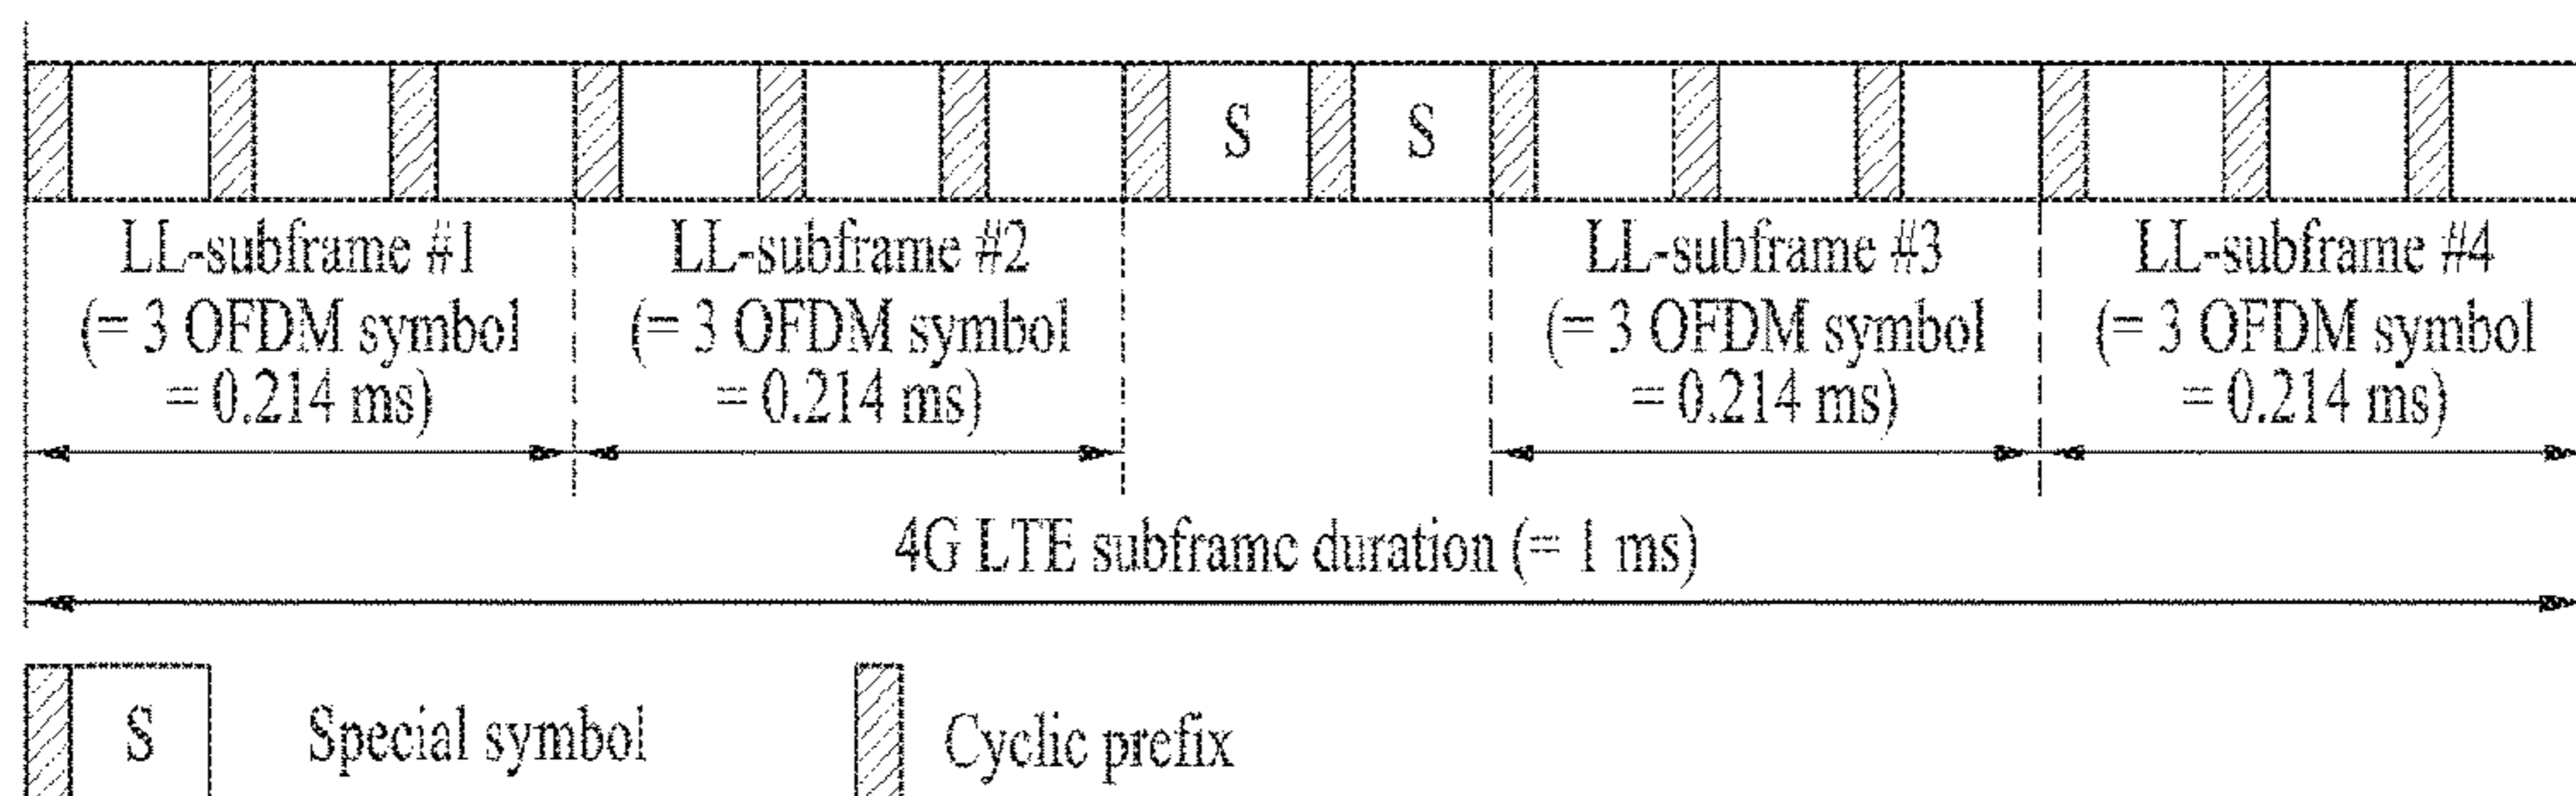 S S
LL-subframe #1 LL-subframe #2 LL-subframe #3 LL-subframe #4
(= 3 OFDM symbol (= 3 OFDM symbol (= 3 OFDM symbol (= 3 OFDM symbol
= 0.214 ms) = 0.214 ms) = 0.214 ms) = 0.214 ms)
4G LTE subframe duration (= 1 ms)
S Special symbol Cyclic prefix